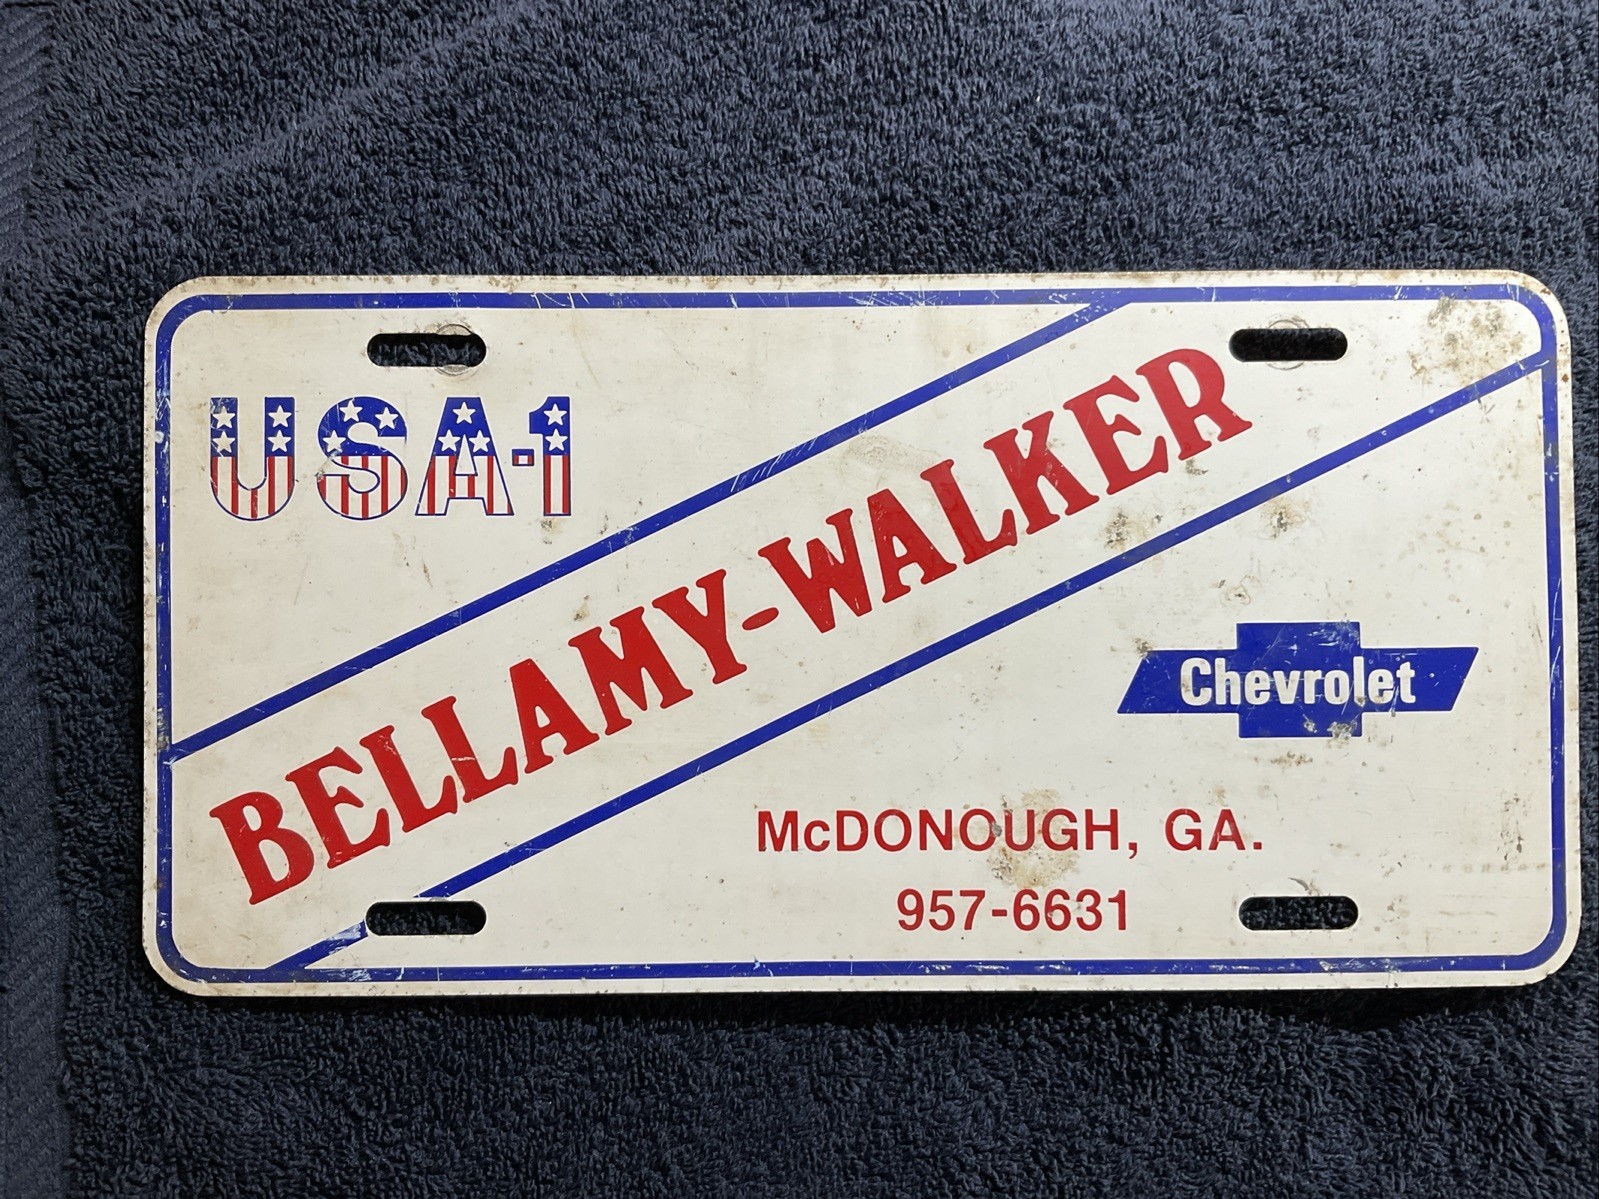 USA-1
BELLAMY-WALKER
Chevrolet
McDONOUGH, GA.
957-6631